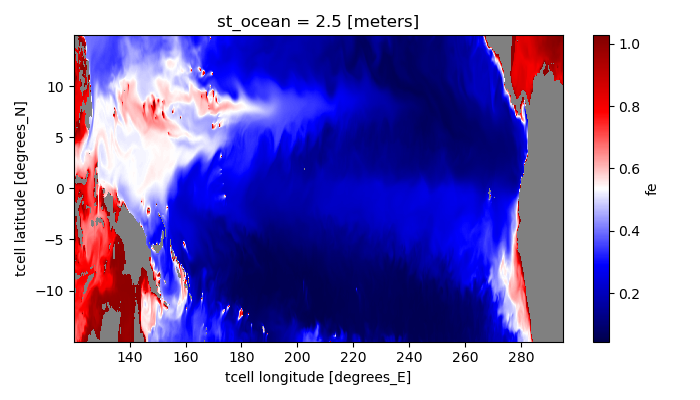 st_ocean = 2.5 [meters]
10
5
0
−5
−10
tcell latitude [degrees_N]
140 160 180 200 220 240 260 280
tcell longitude [degrees_E]
1.0
0.8
0.6
0.4
0.2
fe